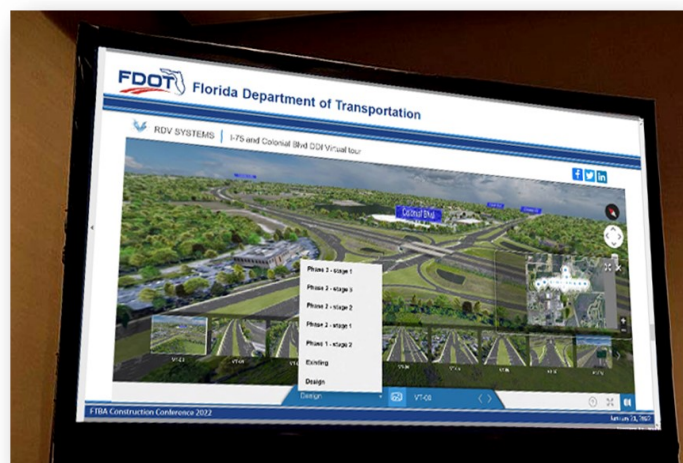 FDOT
Florida Department of Transportation
RDV SYSTEMS
I-75 and Colonial Blvd DDI Virtual tour
Colonial Blvd
Phase 3 - stage 1
Phase 2 - stage 3
Phase 2 - stage 2
Phase 2 - stage 1
Phase 1 - stage 2
Existing
Design
Design
VT-08
FTBA Construction Conference 2022